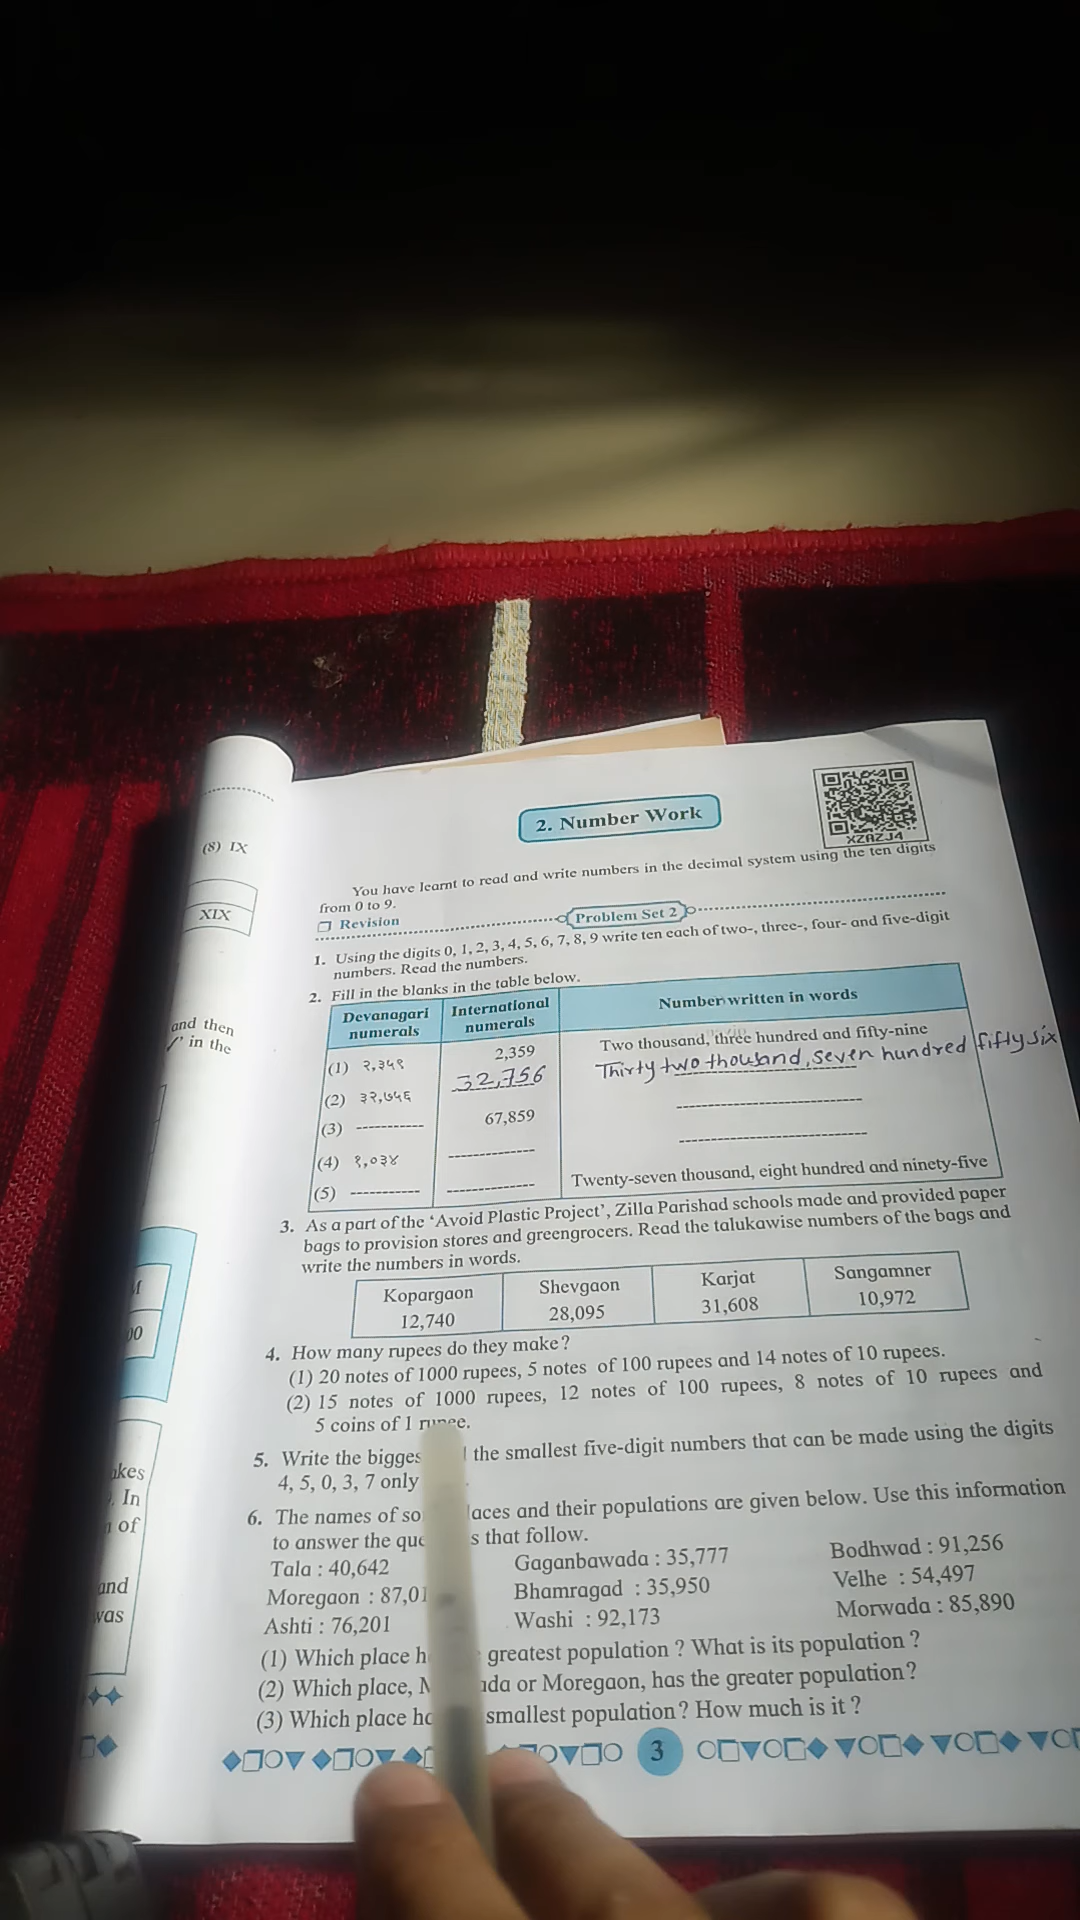 (8) IX
XIX
and then
' in the
M
00
akes
. In
n of
and
was
2. Number Work
XZAZJ4
You have learnt to read and write numbers in the decimal system using the ten digits
from 0 to 9.
Revision
Problem Set 2
1. Using the digits 0, 1, 2, 3, 4, 5, 6, 7, 8, 9 write ten each of two-, three-, four- and five-digit
numbers. Read the numbers.
2. Fill in the blanks in the table below.
Devanagari numerals International numerals Number written in words
(1) २,३५९ 2,359 Two thousand, three hundred and fifty-nine
(2) ३२,७५६ 32,756 Thirty two thousand, seven hundred fifty six
(3) ----------- 67,859 --------------------
(4) १,०३४ -------------- --------------------
(5) ----------- -------------- Twenty-seven thousand, eight hundred and ninety-five
3. As a part of the ‘Avoid Plastic Project’, Zilla Parishad schools made and provided paper
bags to provision stores and greengrocers. Read the talukawise numbers of the bags and
write the numbers in words.
Kopargaon Shevgaon Karjat Sangamner
12,740 28,095 31,608 10,972
4. How many rupees do they make?
(1) 20 notes of 1000 rupees, 5 notes of 100 rupees and 14 notes of 10 rupees.
(2) 15 notes of 1000 rupees, 12 notes of 100 rupees, 8 notes of 10 rupees and
5 coins of 1 rupee.
5. Write the bigges the smallest five-digit numbers that can be made using the digits
4, 5, 0, 3, 7 only
6. The names of so laces and their populations are given below. Use this information
to answer the que s that follow.
Tala : 40,642 Gaganbawada : 35,777 Bodhwad : 91,256
Moregaon : 87,01 Bhamragad : 35,950 Velhe : 54,497
Ashti : 76,201 Washi : 92,173 Morwada : 85,890
(1) Which place h greatest population ? What is its population ?
(2) Which place, M ada or Moregaon, has the greater population?
(3) Which place ha smallest population? How much is it ?
3